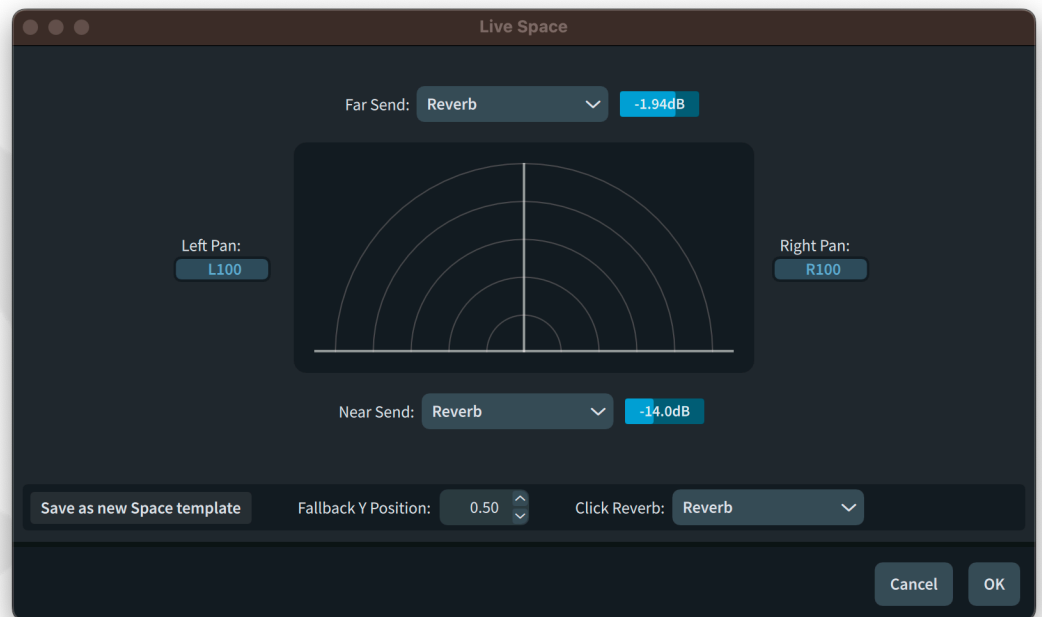 Live Space
Far Send: Reverb -1.94dB
Left Pan:
L100
Right Pan:
R100
Near Send: Reverb -14.0dB
Save as new Space template Fallback Y Position: 0.50 Click Reverb: Reverb
Cancel OK